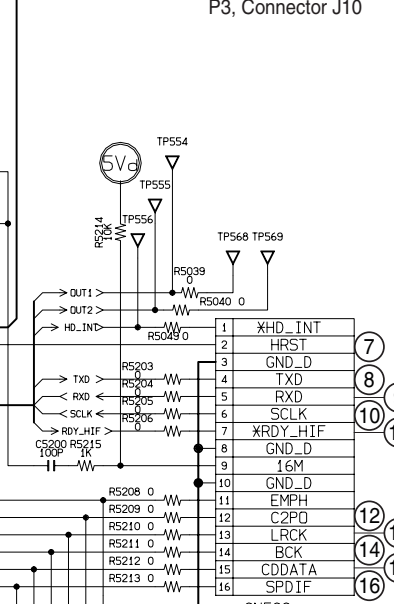 P3, Connector J10
TP554
5Vd
TP555
R5214
10K
TP556
TP568 TP569
R5039
0
OUT1
OUT2
R5040 0
HD_INT
R5049 0
1 *HD_INT
2 HRST 7
3 GND_D
R5203
0
TXD
4 TXD 8
R5204
0
RXD
5 RXD
R5205
0
SCLK
6 SCLK 10
R5206
0
RDY_HIF
7 *RDY_HIF
C5200 R5215
100P 1K
8 GND_D
9 16M
10 GND_D
R5208 0
11 EMPH
R5209 0
12 C2PO 12
R5210 0
13 LRCK
R5211 0
14 BCK 14
R5212 0
15 CDDATA
R5213 0
16 SPDIF 16